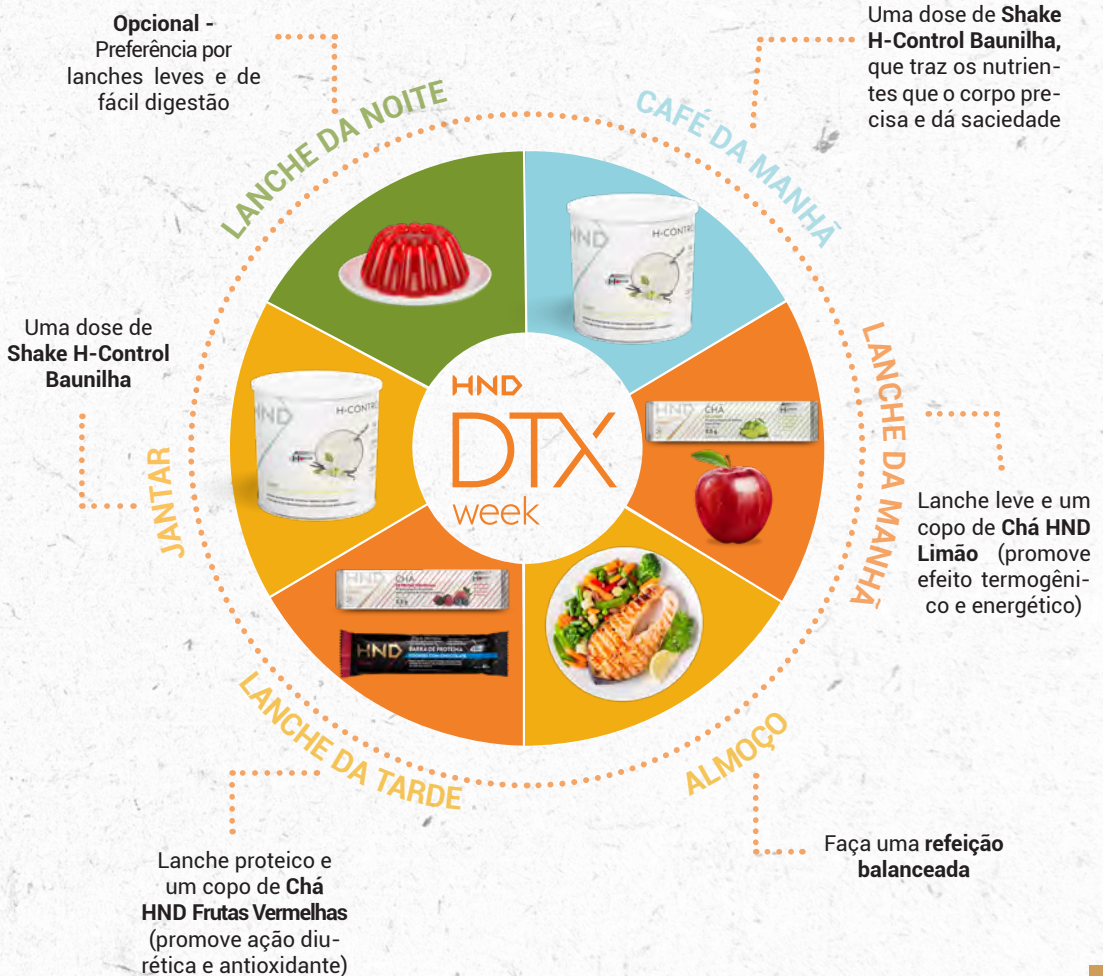 Opcional -
Preferência por
lanches leves e de
fácil digestão
Uma dose de Shake
H-Control Baunilha,
que traz os nutrien-
tes que o corpo pre-
cisa e dá saciedade
LANCHE DA NOITE
CAFÉ DA MANHÃ
HND
H-CONTRO
Uma dose de
Shake H-Control
Baunilha
JANTAR
HND
H-CONTRO
HND
DTX
week
HND
CHÁ
LANCHE DA MANHÃ
Lanche leve e um
copo de Chá HND
Limão (promove
efeito termogêni-
co e energético)
HND
CHÁ
HND
BARRA DE PROTEÍNA
LANCHE DA TARDE
ALMOÇO
Lanche proteico e
um copo de Chá
HND Frutas Vermelhas
(promove ação diu-
rética e antioxidante)
Faça uma refeição
balanceada